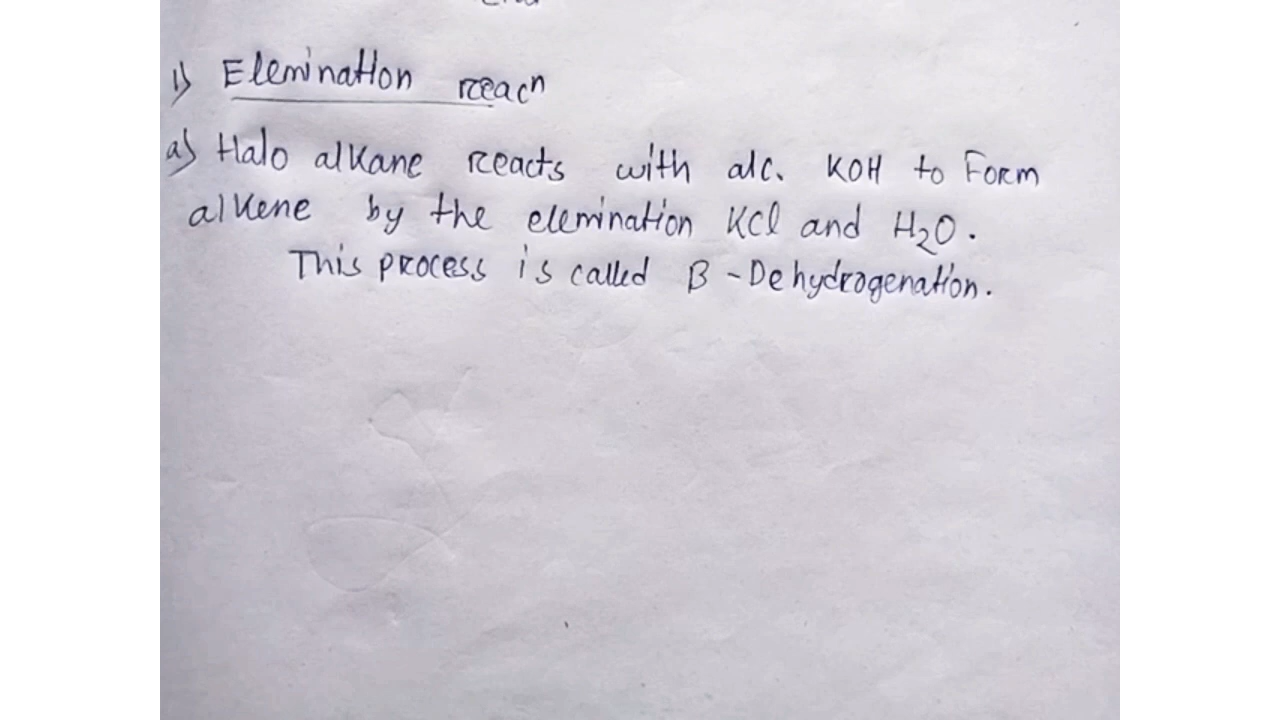 1) Elemination reacn
a) Halo alkane reacts with alc. KOH to Form
alkene by the elemination KCl and H₂O.
This process is called B-Dehydrogenation.